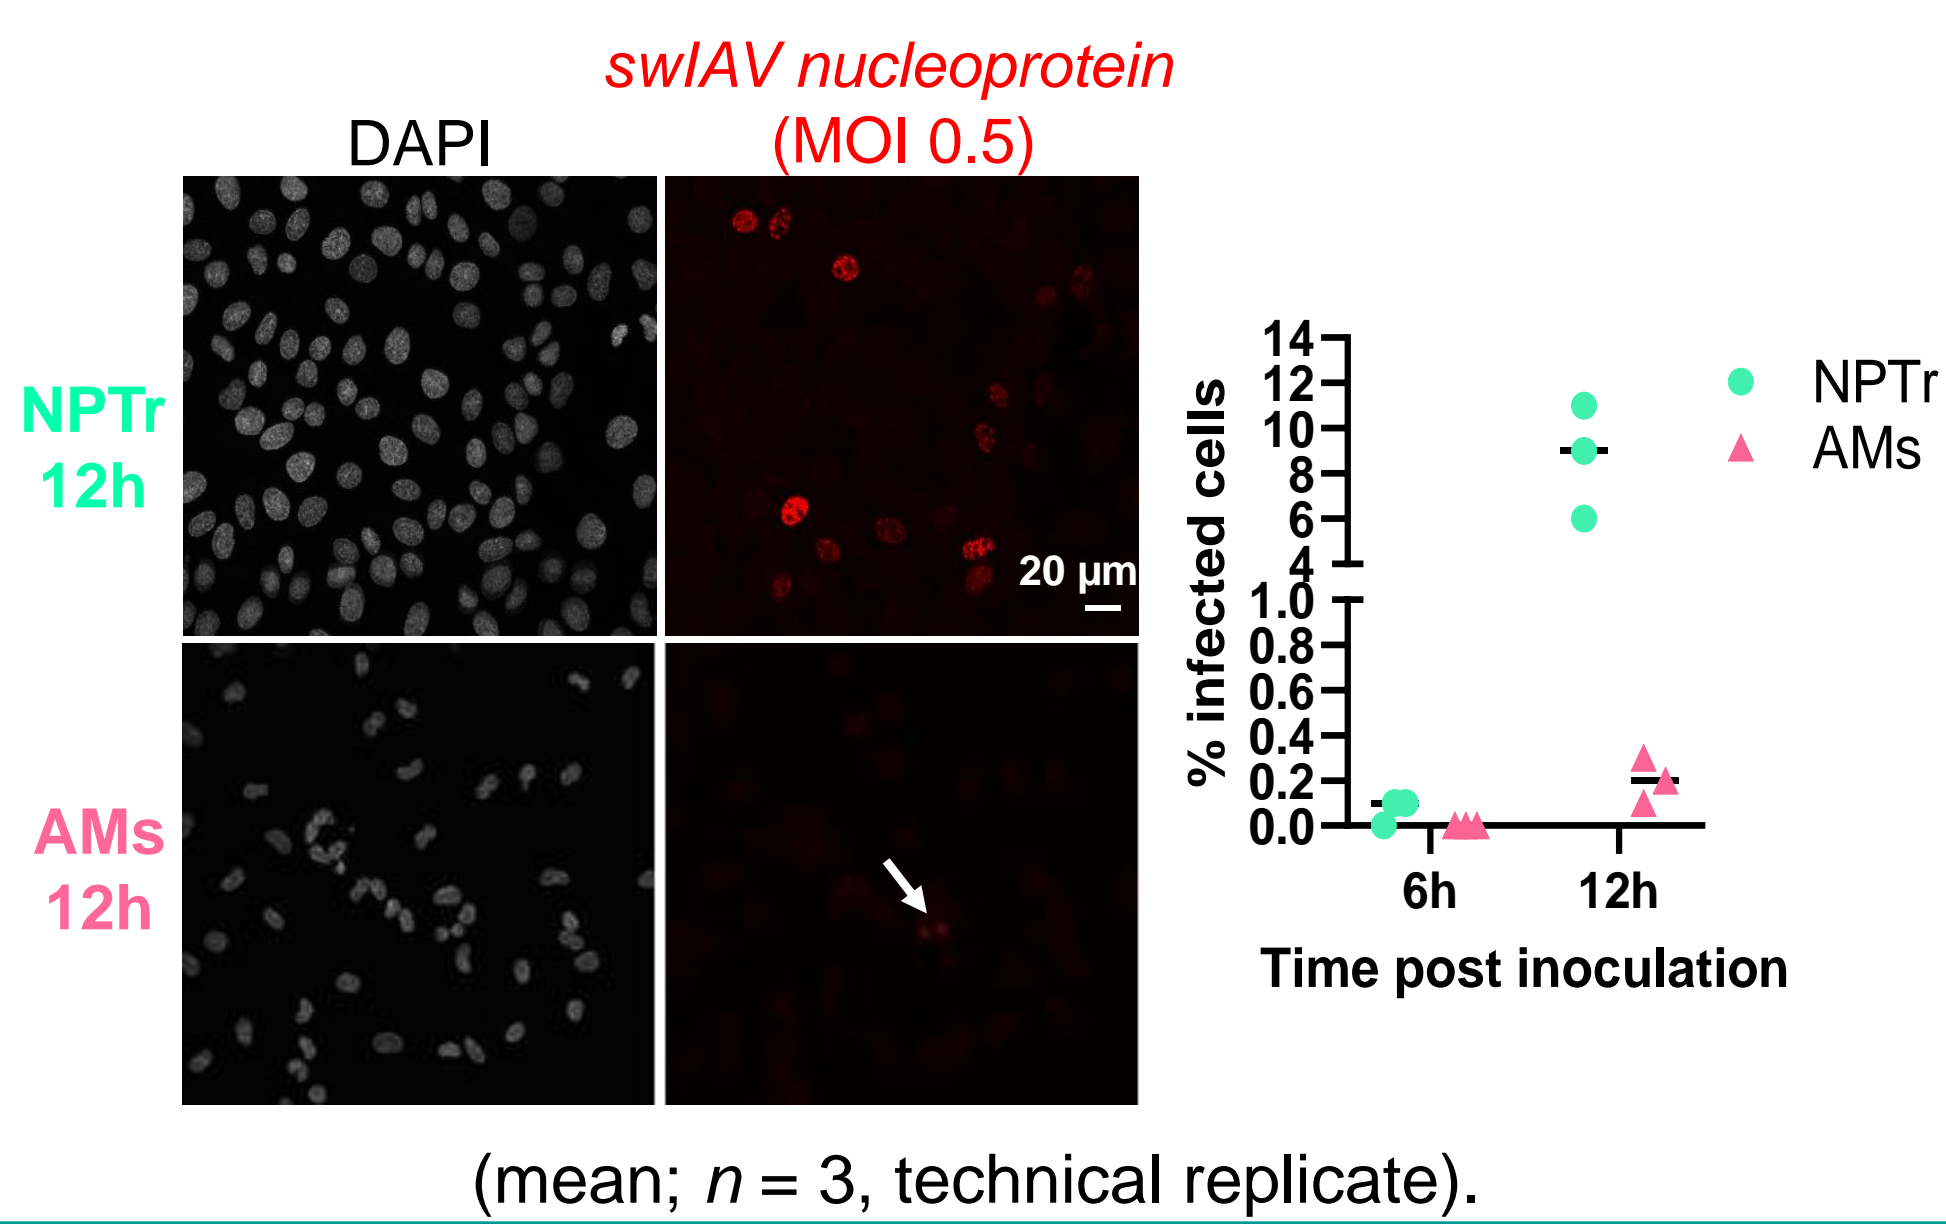 swIAV nucleoprotein
(MOI 0.5)
DAPI
NPTr
12h
20 µm
AMs
12h
% infected cells
14
12
10
8
6
4
1.0
0.8
0.6
0.4
0.2
0.0
6h
12h
Time post inoculation
NPTr
AMs
(mean; n = 3, technical replicate).